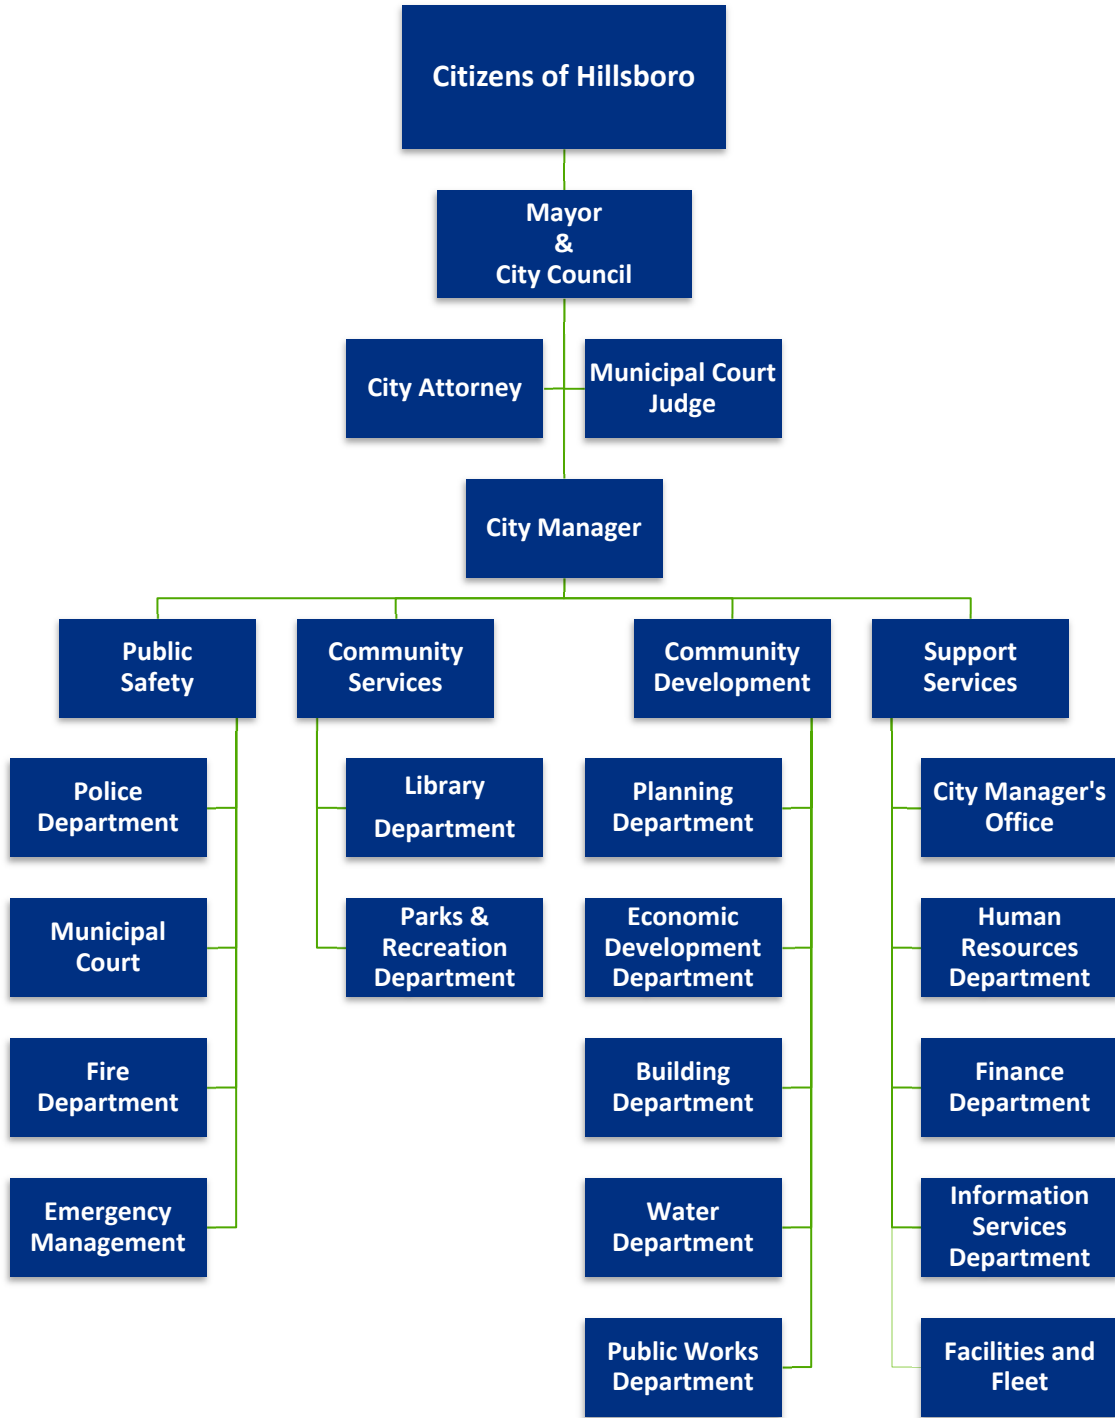 Citizens of Hillsboro
Mayor
&
City Council
City Attorney
Municipal Court
Judge
City Manager
Public
Safety
Community
Services
Community
Development
Support
Services
Police
Department
Library
Department
Planning
Department
City Manager's
Office
Municipal
Court
Parks &
Recreation
Department
Economic
Development
Department
Human
Resources
Department
Fire
Department
Building
Department
Finance
Department
Emergency
Management
Water
Department
Information
Services
Department
Public Works
Department
Facilities and
Fleet